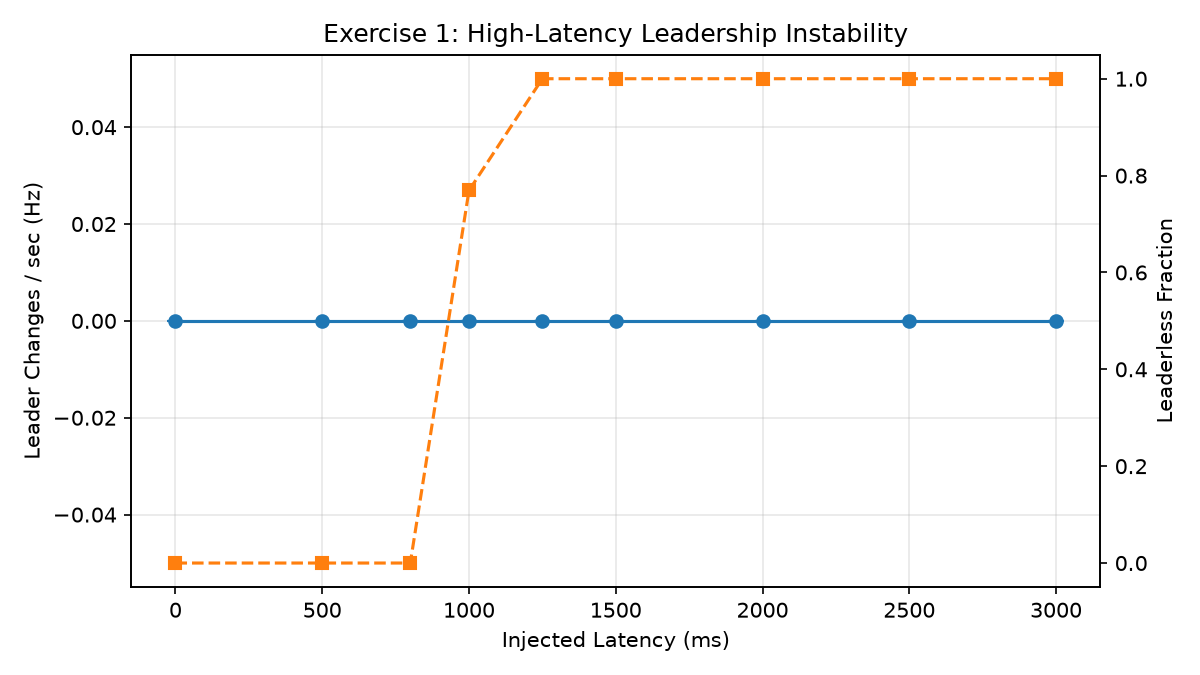 Exercise 1: High-Latency Leadership Instability
Leader Changes / sec (Hz)
0.04
0.02
0.00
−0.02
−0.04
1.0
0.8
0.6
0.4
0.2
0.0
Leaderless Fraction
0 500 1000 1500 2000 2500 3000
Injected Latency (ms)